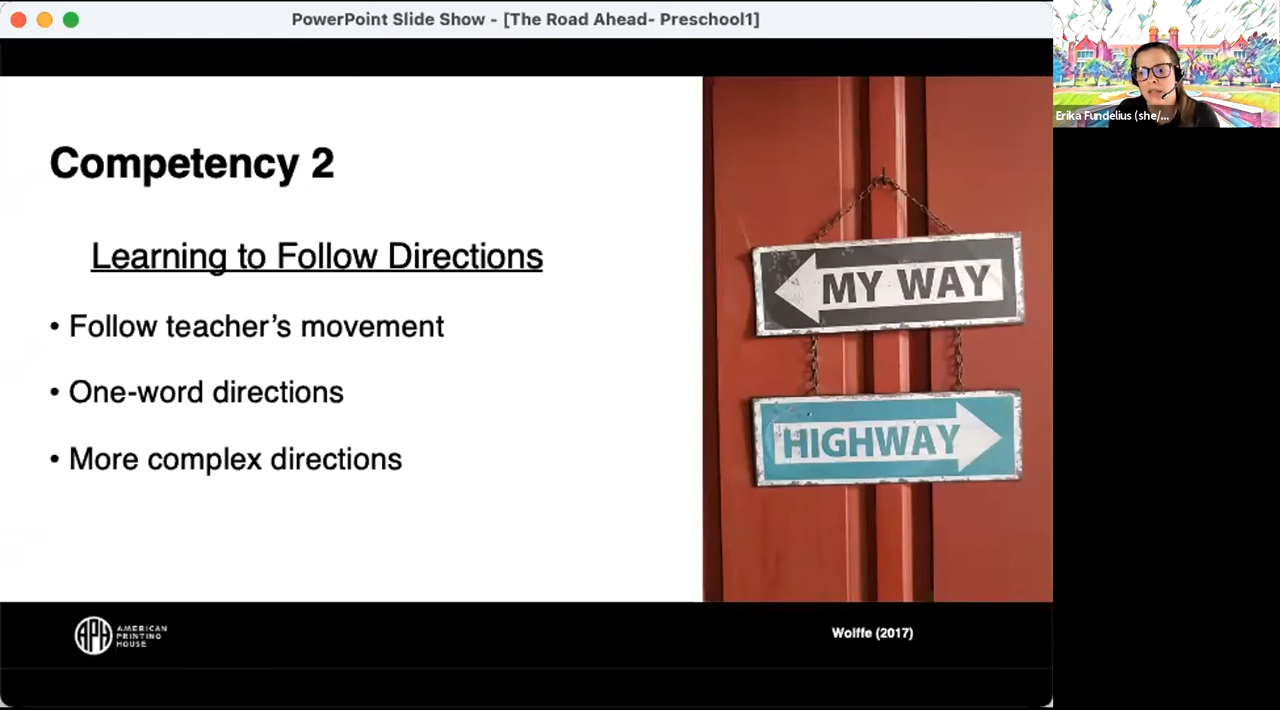 PowerPoint Slide Show - [The Road Ahead- Preschool1]
Erika Fundelius (she/...
Competency 2
Learning to Follow Directions
• Follow teacher’s movement
• One-word directions
• More complex directions
MY WAY
HIGHWAY
APH
AMERICAN
PRINTING
HOUSE
Wolffe (2017)